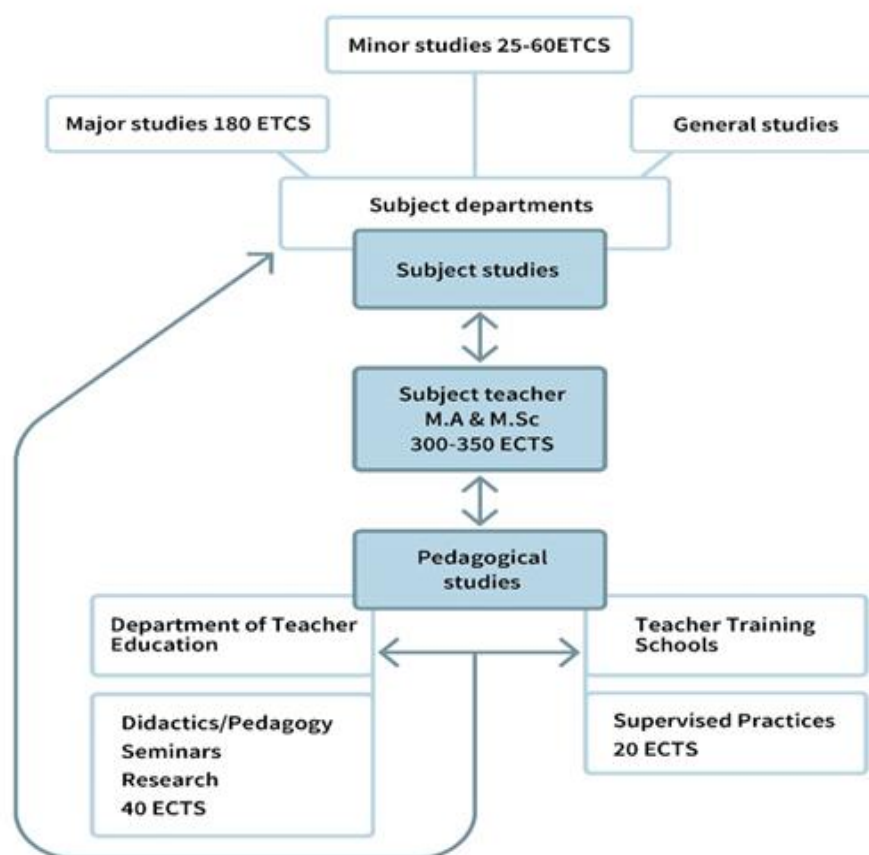 Minor studies 25-60ETCS
Major studies 180 ETCS
General studies
Subject departments
Subject studies
Subject teacher
M.A & M.Sc
300-350 ECTS
Pedagogical
studies
Department of Teacher
Education
Teacher Training
Schools
Didactics/Pedagogy
Seminars
Research
40 ECTS
Supervised Practices
20 ECTS